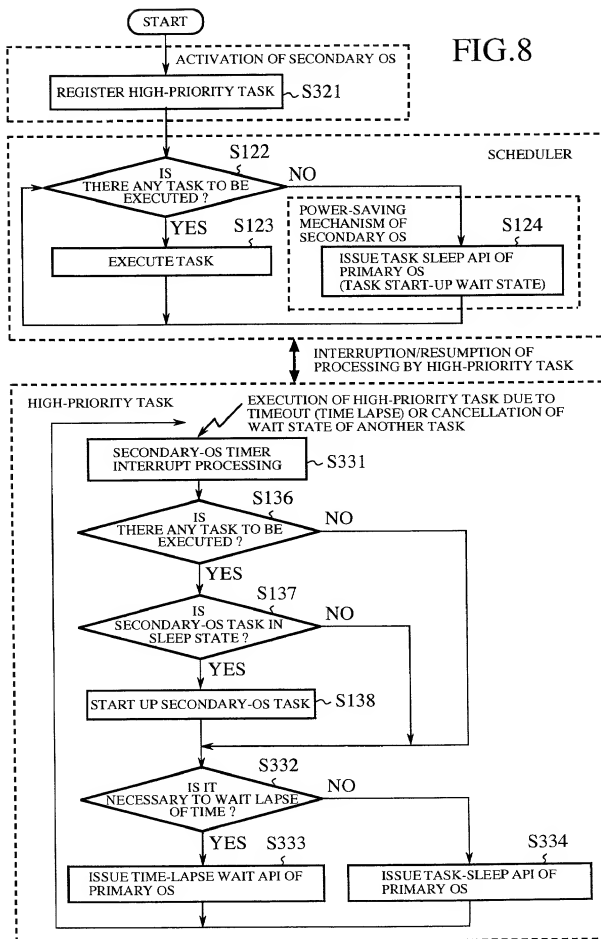 START
FIG.8
ACTIVATION OF SECONDARY OS
REGISTER HIGH-PRIORITY TASK
S321
SCHEDULER
S122
IS
THERE ANY TASK TO BE
EXECUTED ?
NO
YES
S123
EXECUTE TASK
POWER-SAVING
MECHANISM OF
SECONDARY OS
S124
ISSUE TASK SLEEP API OF
PRIMARY OS
(TASK START-UP WAIT STATE)
INTERRUPTION/RESUMPTION OF
PROCESSING BY HIGH-PRIORITY TASK
HIGH-PRIORITY TASK
EXECUTION OF HIGH-PRIORITY TASK DUE TO
TIMEOUT (TIME LAPSE) OR CANCELLATION OF
WAIT STATE OF ANOTHER TASK
SECONDARY-OS TIMER
INTERRUPT PROCESSING
S331
S136
IS
THERE ANY TASK TO BE
EXECUTED ?
NO
YES
S137
IS
SECONDARY-OS TASK IN
SLEEP STATE ?
NO
YES
START UP SECONDARY-OS TASK
S138
S332
IS IT
NECESSARY TO WAIT LAPSE
OF TIME ?
NO
YES
S333
ISSUE TIME-LAPSE WAIT API OF
PRIMARY OS
S334
ISSUE TASK-SLEEP API OF
PRIMARY OS